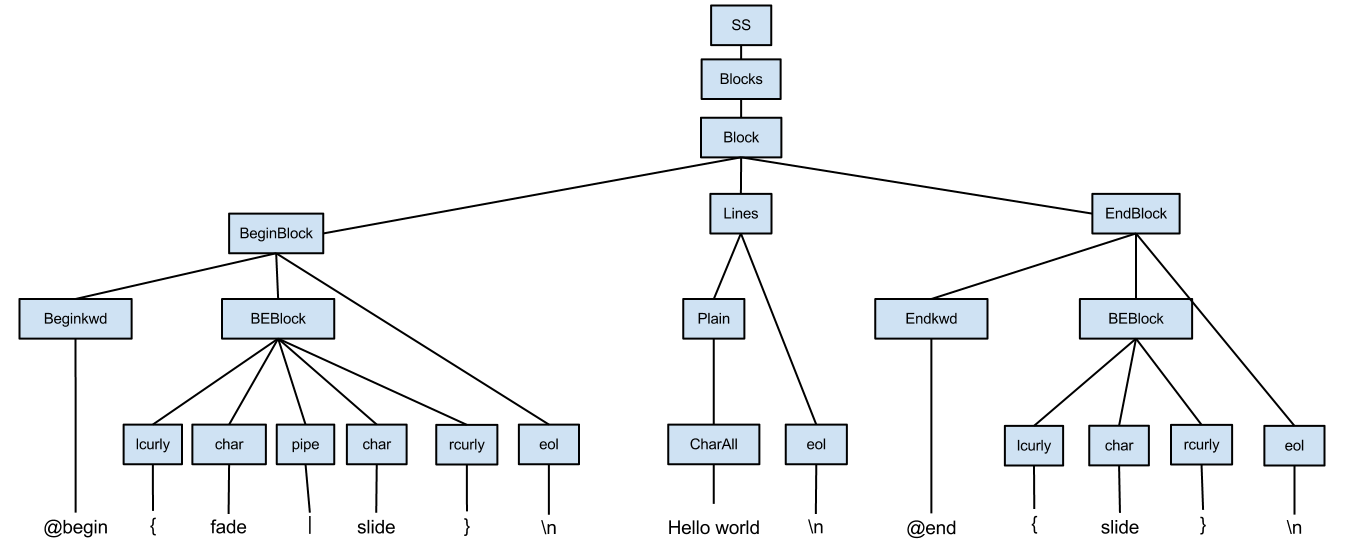 SS
Blocks
Block
BeginBlock Lines EndBlock
Beginkwd BEBlock Plain Endkwd BEBlock
lcurly char pipe char rcurly eol CharAll eol lcurly char rcurly eol
@begin { fade | slide } \n Hello world \n @end { slide } \n